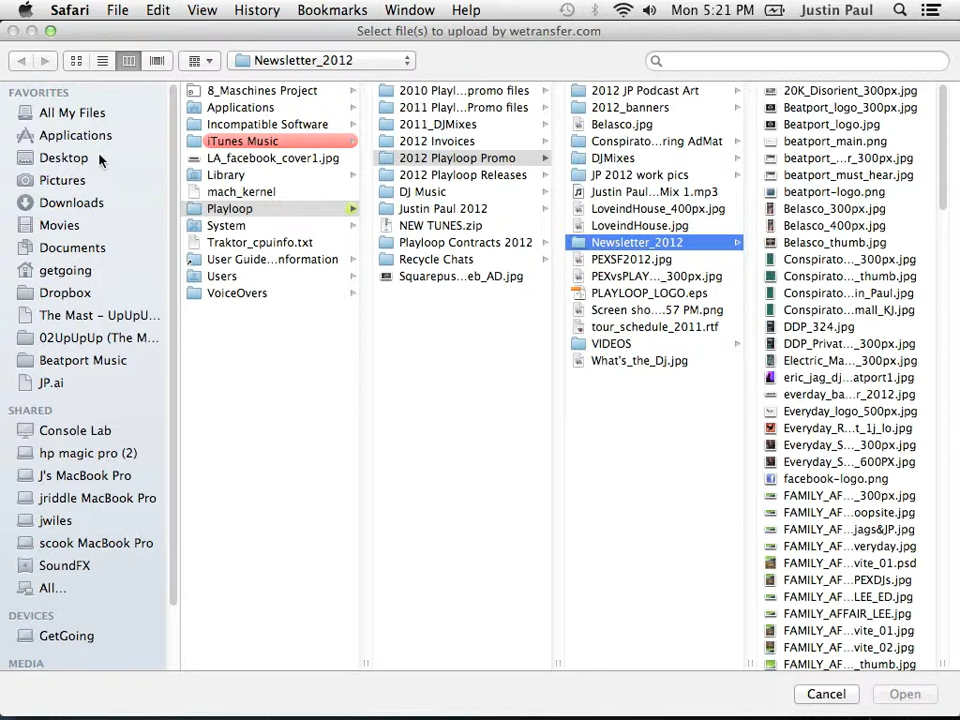 Safari File Edit View History Bookmarks Window Help Mon 5:21 PM Justin Paul
Select file(s) to upload by wetransfer.com
Newsletter_2012
FAVORITES
All My Files
Applications
Desktop
Pictures
Downloads
Movies
Documents
getgoing
Dropbox
The Mast – UpUpU...
02UpUpUp (The M...
Beatport Music
JP.ai
SHARED
Console Lab
hp magic pro (2)
J's MacBook Pro
jriddle MacBook Pro
jwiles
scook MacBook Pro
SoundFX
All...
DEVICES
GetGoing
MEDIA
8_Maschines Project
Applications
Incompatible Software
iTunes Music
LA_facebook_cover1.jpg
Library
mach_kernel
Playloop
System
Traktor_cpuinfo.txt
User Guide...nformation
Users
VoiceOvers
2010 Playl...promo files
2011 Playl...Promo files
2011_DJMixes
2012 Invoices
2012 Playloop Promo
2012 Playloop Releases
DJ Music
Justin Paul 2012
NEW TUNES.zip
Playloop Contracts 2012
Recycle Chats
Squarepus...eb_AD.jpg
2012 JP Podcast Art
2012_banners
Belasco.jpg
Conspirato...ring AdMat
DJMixes
JP 2012 work pics
Justin Paul...Mix 1.mp3
LoveindHouse_400px.jpg
LoveindHouse.jpg
Newsletter_2012
PEXSF2012.jpg
PEXvsPLAY..._300px.jpg
PLAYLOOP_LOGO.eps
Screen sho...57 PM.png
tour_schedule_2011.rtf
VIDEOS
What's_the_Dj.jpg
20K_Disorient_300px.jpg
Beatport_logo_300px.jpg
Beatport_logo.jpg
beatport_main.png
beatport_...r_300px.jpg
beatport_must_hear.jpg
beatport-logo.png
Belasco_300px.jpg
Belasco_400px.jpg
Belasco_thumb.jpg
Conspirato..._300px.jpg
Conspirato..._thumb.jpg
Conspirato...in_Paul.jpg
Conspirato...mall_KJ.jpg
DDP_324.jpg
DDP_Privat..._300px.jpg
Electric_Ma..._300px.jpg
eric_jag_dj...atport1.jpg
everday_ba...r_2012.jpg
Everyday_logo_500px.jpg
Everyday_R...t_1j_lo.jpg
Everyday_S..._300px.jpg
Everyday_S..._600PX.jpg
facebook-logo.png
FAMILY_AF..._300px.jpg
FAMILY_AF...oopsite.jpg
FAMILY_AF...jags&JP.jpg
FAMILY_AF...veryday.jpg
FAMILY_AF...vite_01.psd
FAMILY_AF...PEXDJs.jpg
FAMILY_AF...LEE_ED.jpg
FAMILY_AFFAIR_LEE.jpg
FAMILY_AF...vite_01.jpg
FAMILY_AF...vite_02.jpg
FAMILY_AF..._thumb.jpg
Cancel Open